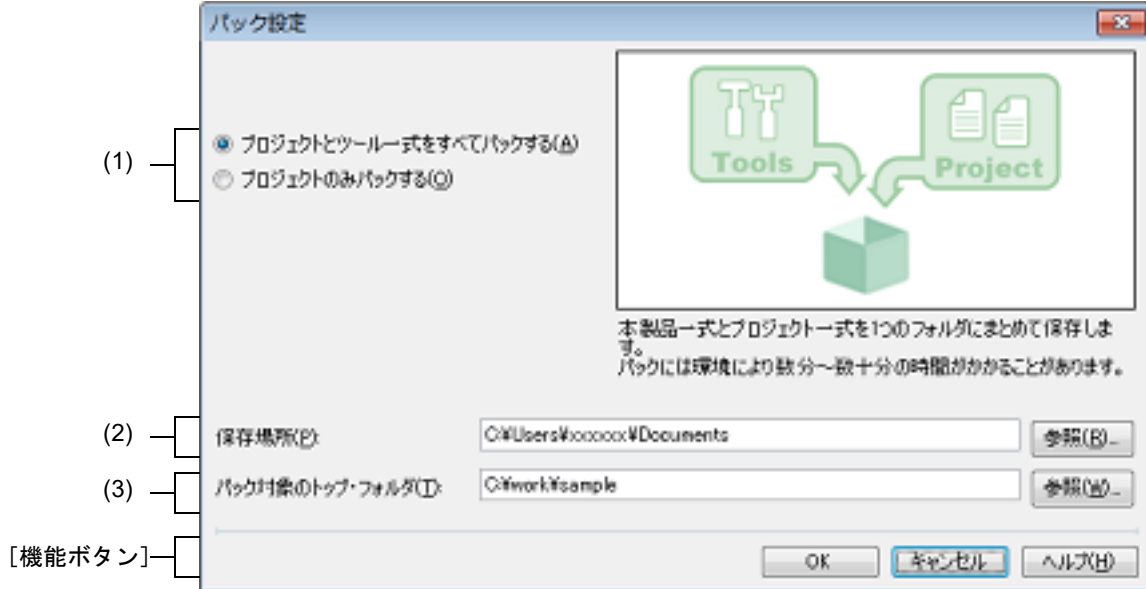 パック設定
(1)
プロジェクトとツール一式をすべてパックする(A)
プロジェクトのみパックする(O)
Tools
Project
本製品一式とプロジェクト一式を1つのフォルダにまとめて保存しま
す。
パックには環境により数分～数十分の時間がかかることがあります。
(2)
保存場所(P):
C:¥Users¥xxxxxxx¥Documents
参照(R)...
(3)
パック対象のトップ・フォルダ(T):
C:¥work¥sample
参照(W)...
[機能ボタン]
OK
キャンセル
ヘルプ(H)